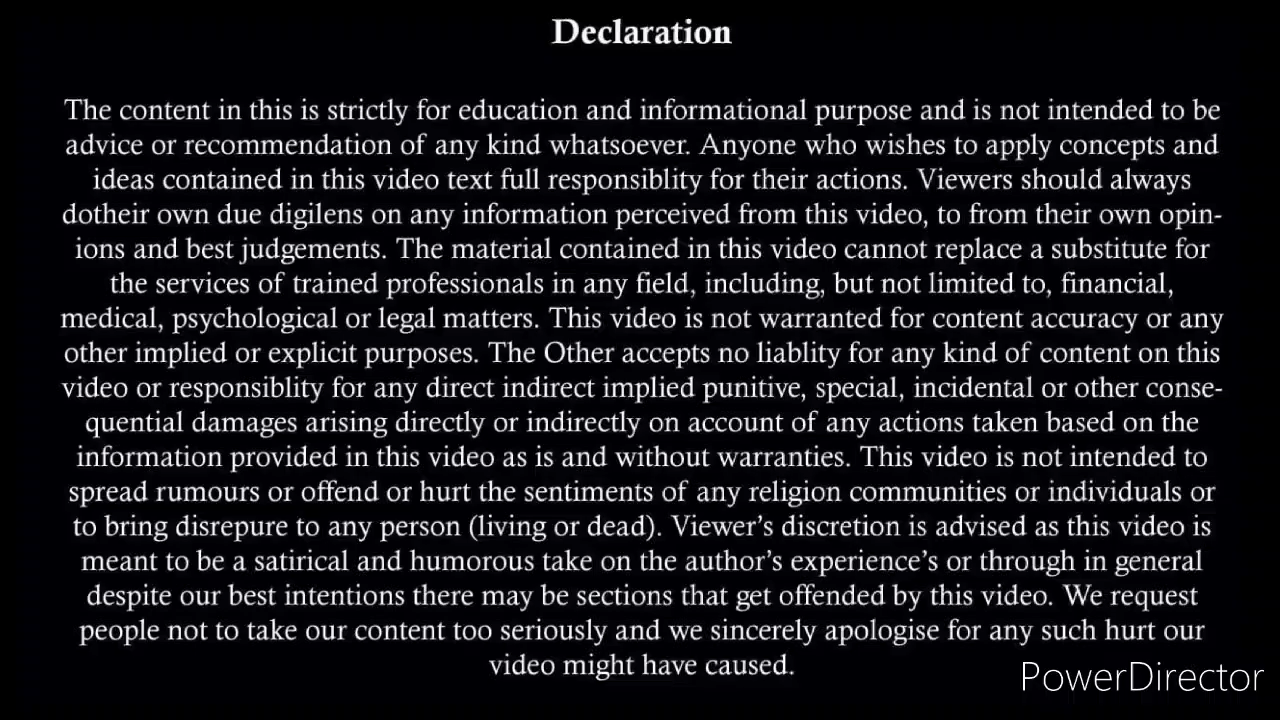 Declaration
The content in this is strictly for education and informational purpose and is not intended to be
advice or recommendation of any kind whatsoever. Anyone who wishes to apply concepts and
ideas contained in this video text full responsiblity for their actions. Viewers should always
dotheir own due digilens on any information perceived from this video, to from their own opin-
ions and best judgements. The material contained in this video cannot replace a substitute for
the services of trained professionals in any field, including, but not limited to, financial,
medical, psychological or legal matters. This video is not warranted for content accuracy or any
other implied or explicit purposes. The Other accepts no liablity for any kind of content on this
video or responsiblity for any direct indirect implied punitive, special, incidental or other conse-
quential damages arising directly or indirectly on account of any actions taken based on the
information provided in this video as is and without warranties. This video is not intended to
spread rumours or offend or hurt the sentiments of any religion communities or individuals or
to bring disrepure to any person (living or dead). Viewer's discretion is advised as this video is
meant to be a satirical and humorous take on the author's experience's or through in general
despite our best intentions there may be sections that get offended by this video. We request
people not to take our content too seriously and we sincerely apologise for any such hurt our
video might have caused.
PowerDirector